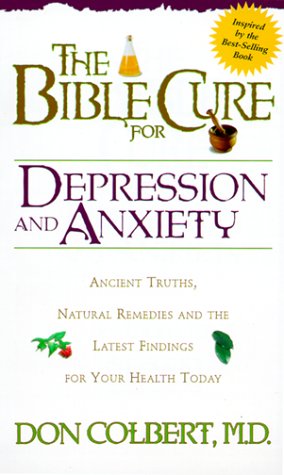 THE
BIBLE CURE
FOR
Inspired
by the
Best-Selling
Book
DEPRESSION
AND ANXIETY
ANCIENT TRUTHS,
NATURAL REMEDIES AND THE
LATEST FINDINGS
FOR YOUR HEALTH TODAY
DON COLBERT, M.D.